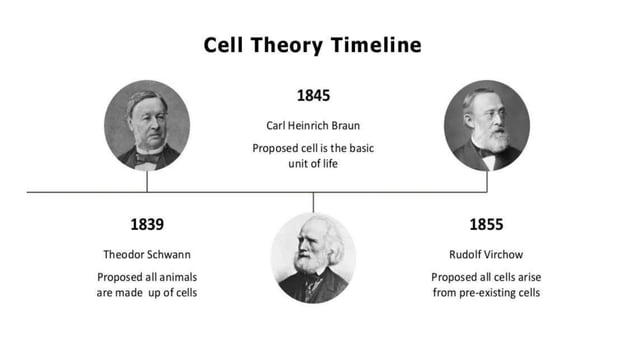 Cell Theory Timeline
1845
Carl Heinrich Braun
Proposed cell is the basic
unit of life
1839
Theodor Schwann
Proposed all animals
are made up of cells
1855
Rudolf Virchow
Proposed all cells arise
from pre-existing cells